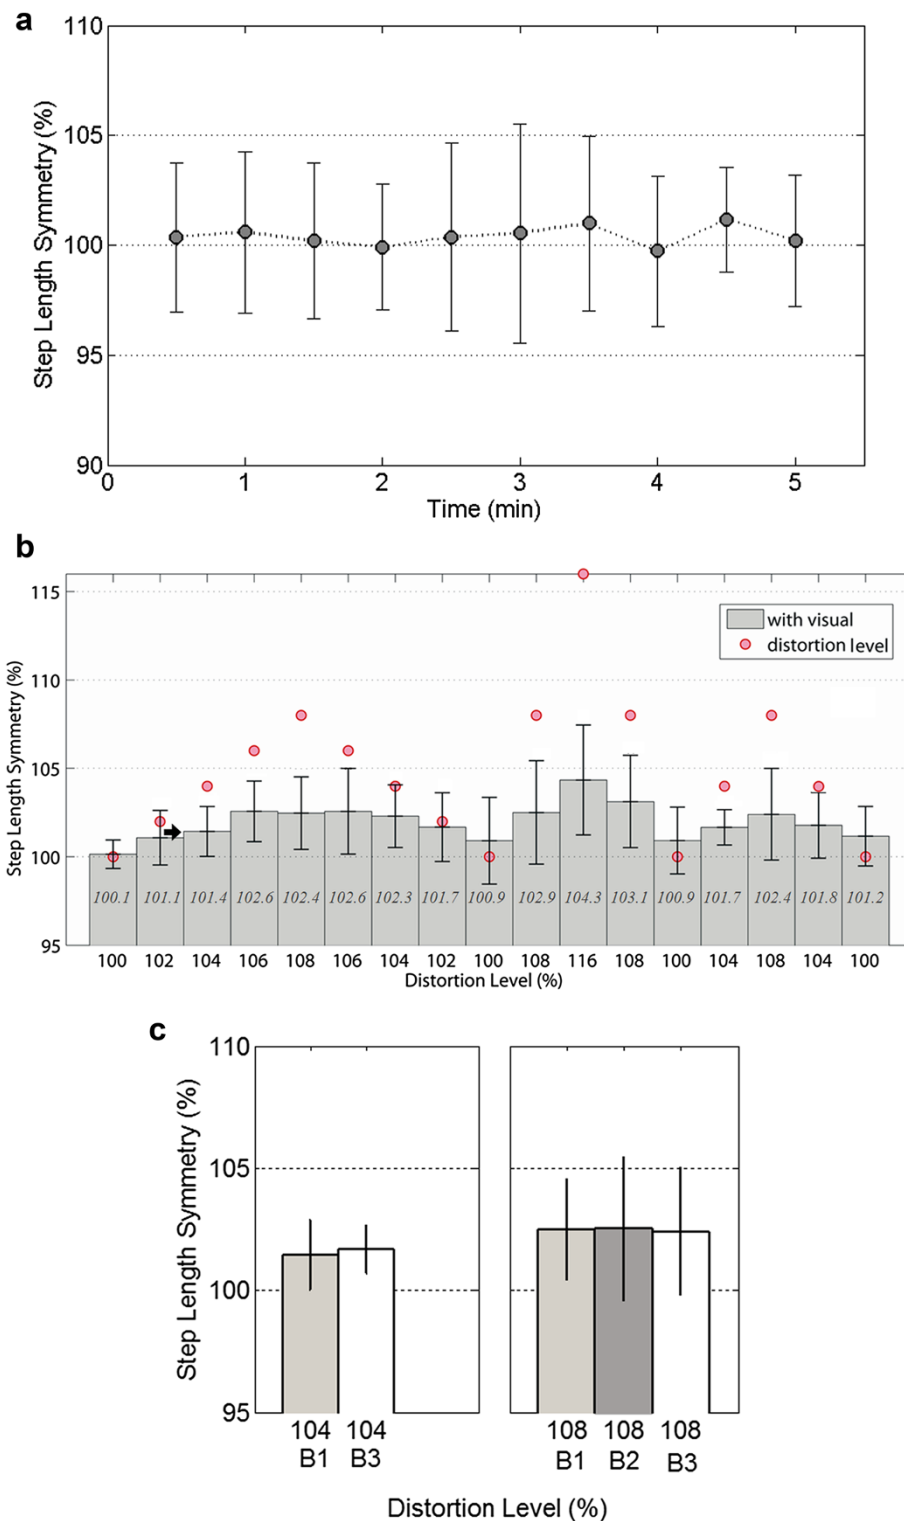 a
110
105
100
95
90
Step Length Symmetry (%)
0 1 2 3 4 5
Time (min)
b
115
110
105
100
95
Step Length Symmetry (%)
with visual
distortion level
100.1 101.1 101.4 102.6 102.4 102.6 102.3 101.7 100.9 102.9 104.3 103.1 100.9 101.7 102.4 101.8 101.2
100 102 104 106 108 106 104 102 100 108 116 108 100 104 108 104 100
Distortion Level (%)
c
110
105
100
95
Step Length Symmetry (%)
104 104 108 108 108
B1 B3 B1 B2 B3
Distortion Level (%)